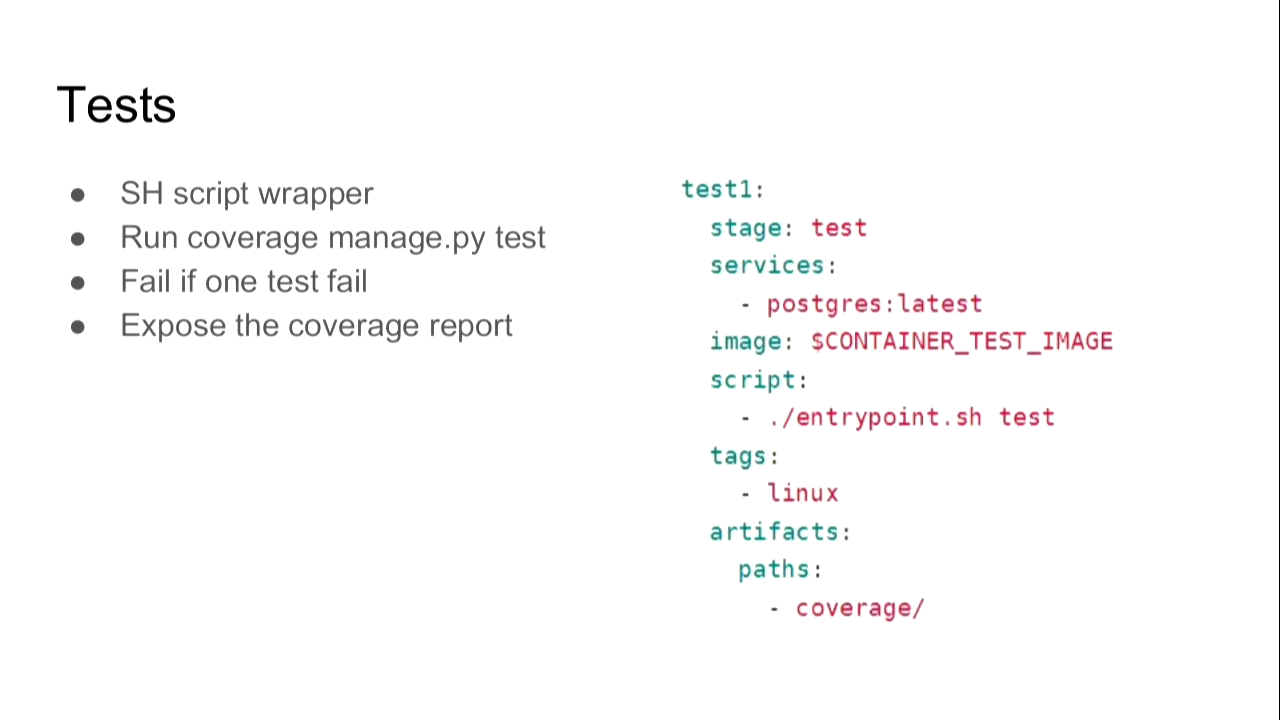 Tests
● SH script wrapper
● Run coverage manage.py test
● Fail if one test fail
● Expose the coverage report
test1:
  stage: test
  services:
    - postgres:latest
  image: $CONTAINER_TEST_IMAGE
  script:
    - ./entrypoint.sh test
  tags:
    - linux
  artifacts:
    paths:
      - coverage/